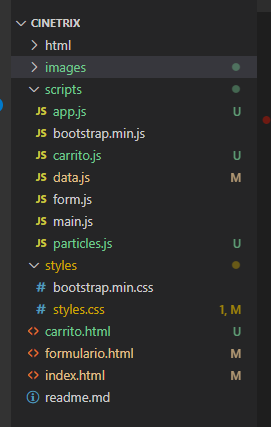 CINETRIX
html
images
scripts
JS app.js U
JS bootstrap.min.js
JS carrito.js U
JS data.js M
JS form.js
JS main.js
JS particles.js U
styles
# bootstrap.min.css
# styles.css 1, M
<> carrito.html U
<> formulario.html M
<> index.html M
readme.md